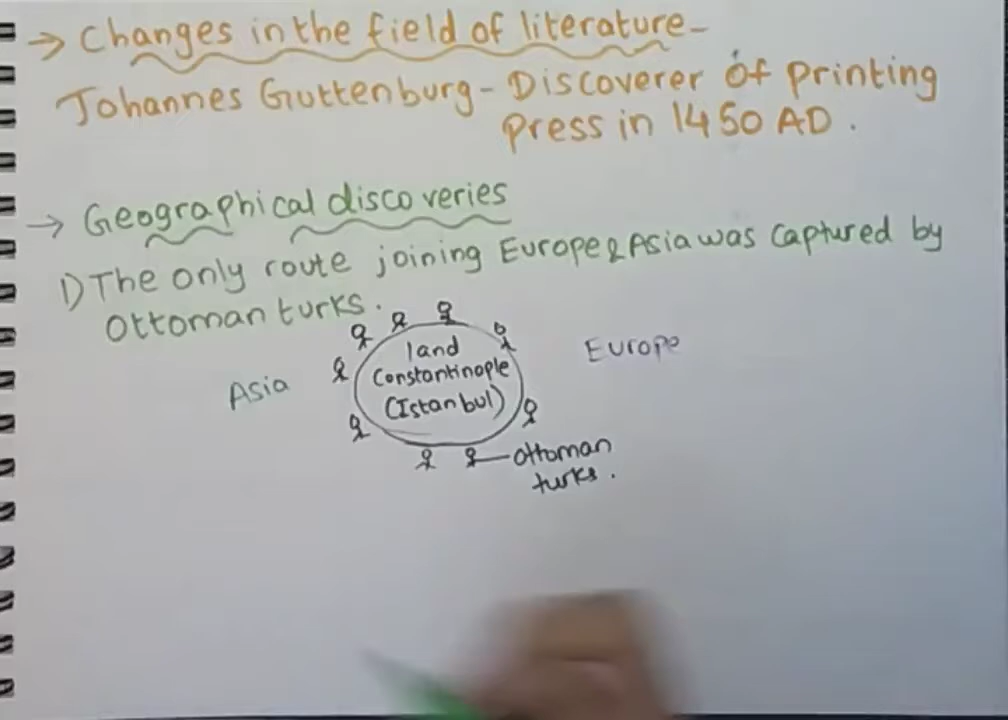 → Changes in the field of literature-
Johannes Guttenburg - Discoverer of printing
press in 1450 AD.
→ Geographical discoveries
1) The only route joining Europe & Asia was captured by
Ottoman turks.
land
Constantinople
(Istanbul)
Asia
Europe
ottoman
turks.